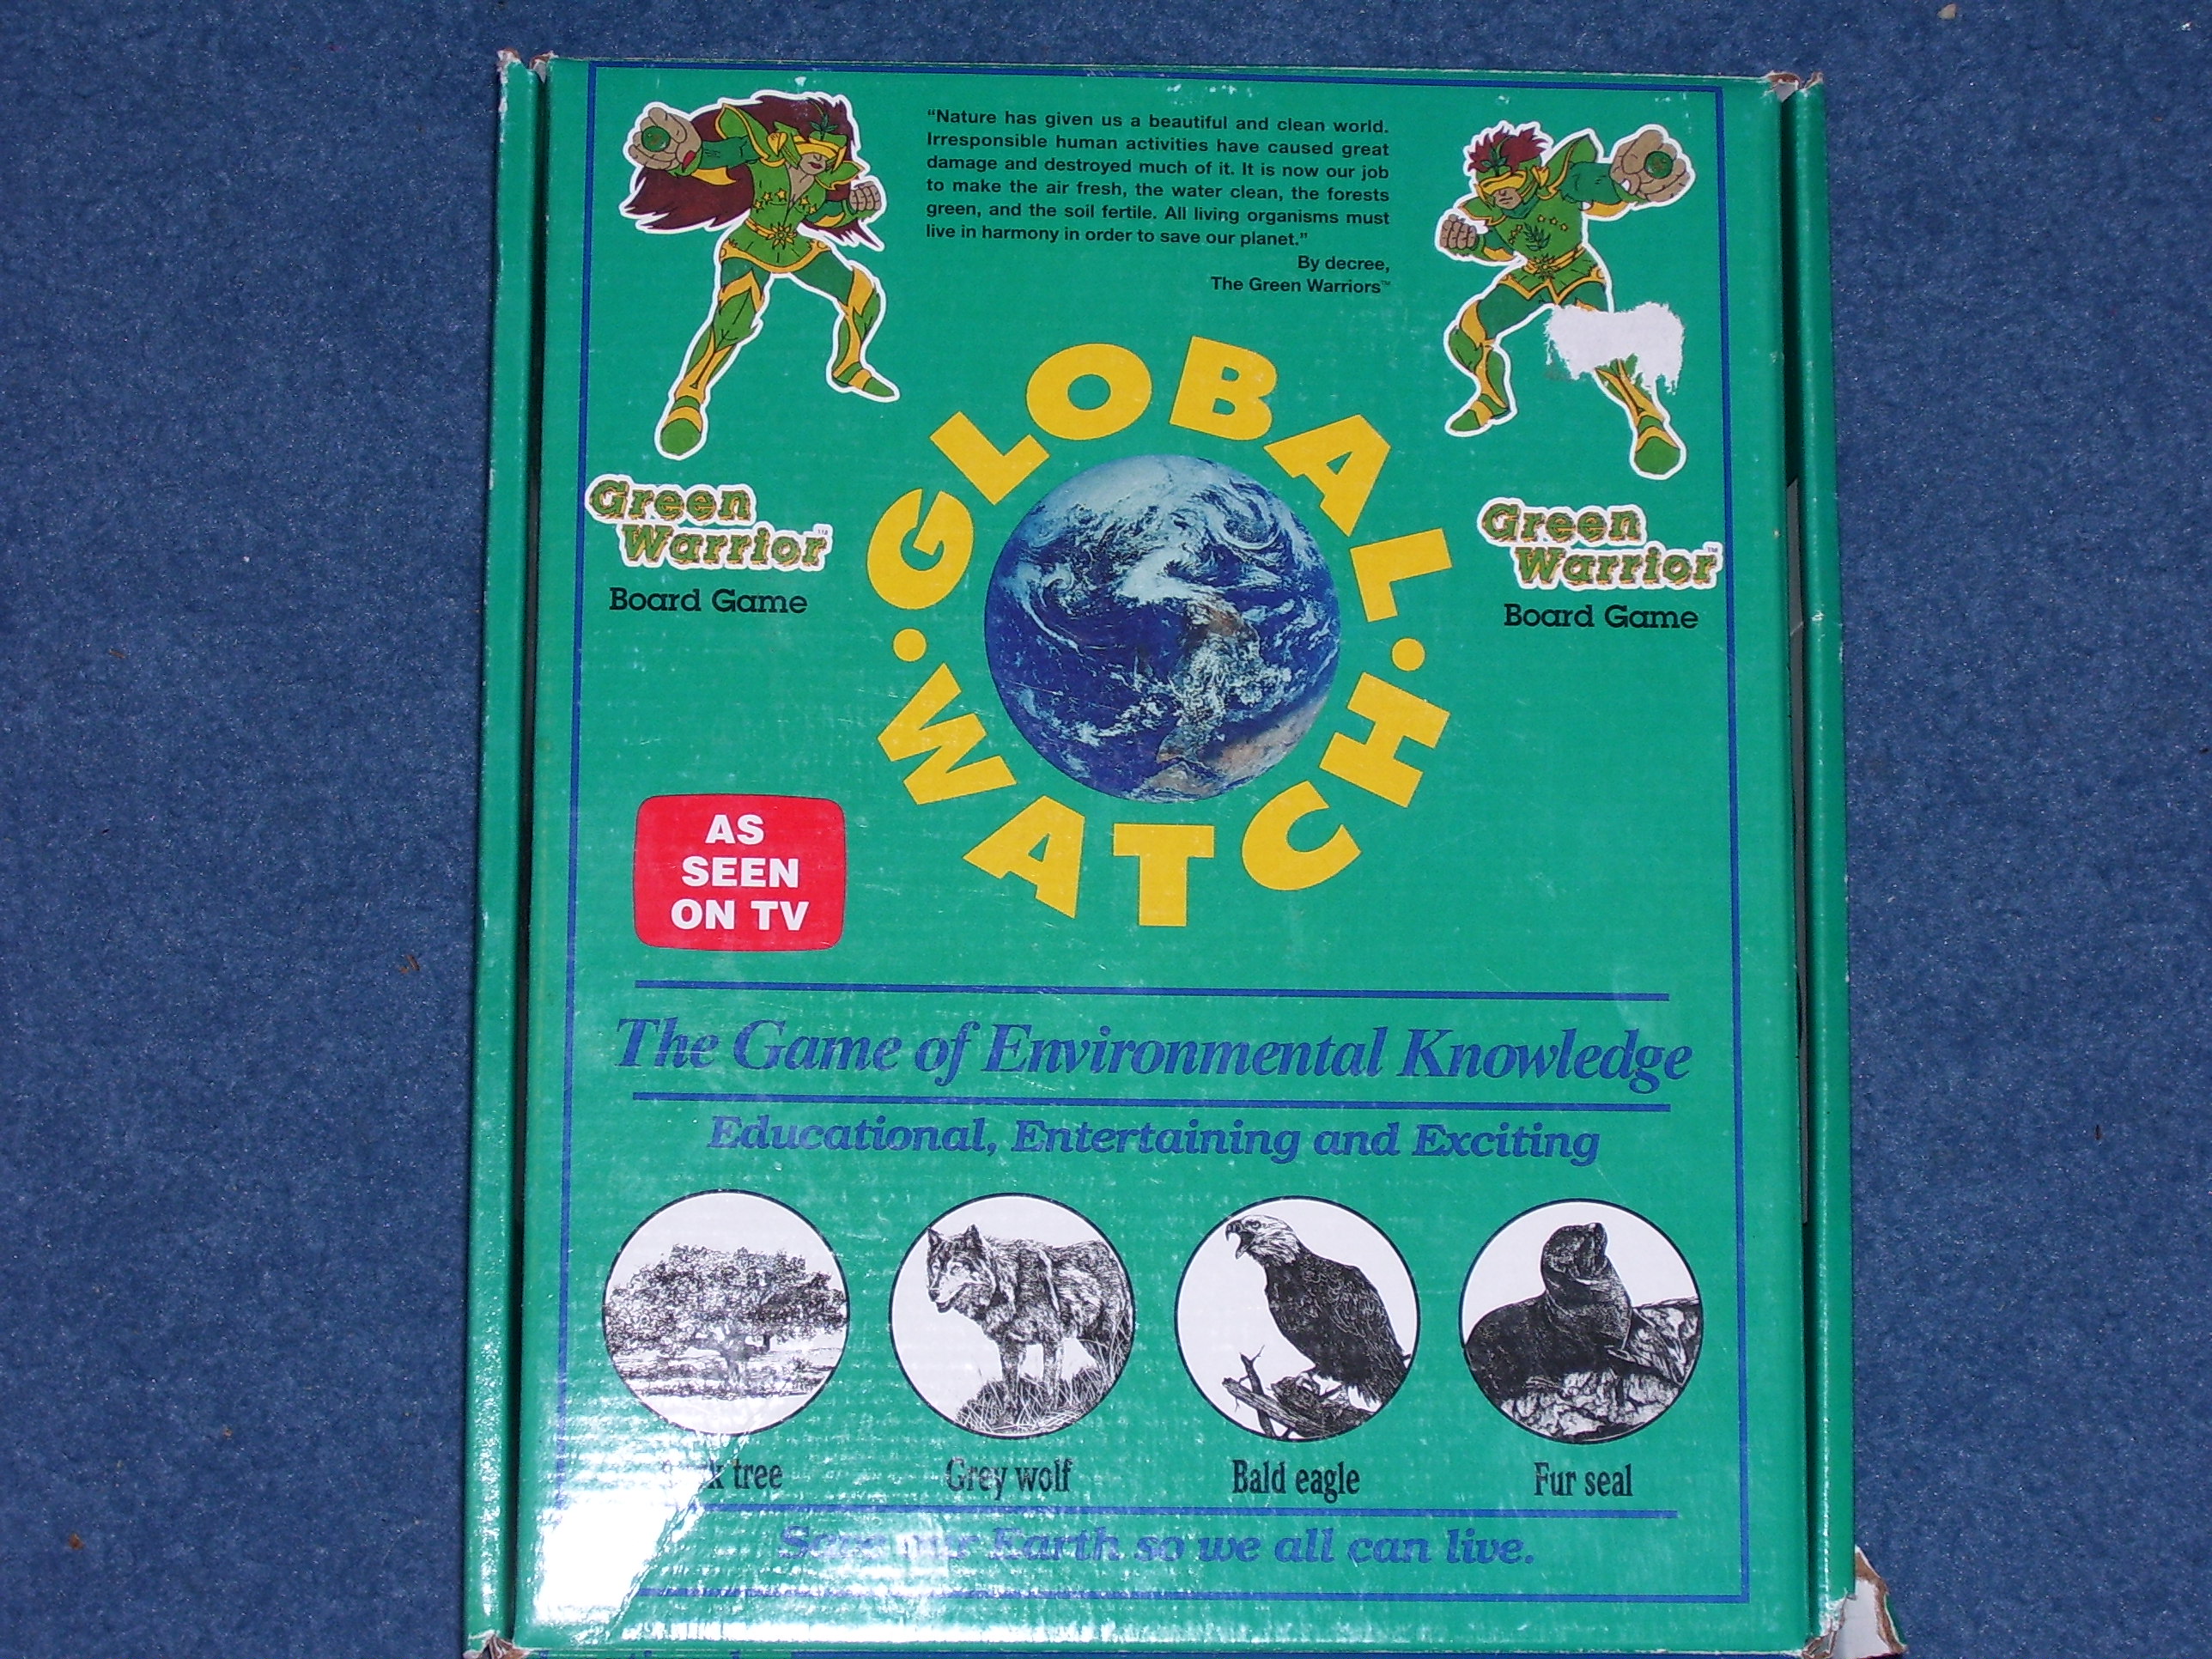 "Nature has given us a beautiful and clean world.
Irresponsible human activities have caused great
damage and destroyed much of it. It is now our job
to make the air fresh, the water clean, the forests
green, and the soil fertile. All living organisms must
live in harmony in order to save our planet."
By decree,
The Green Warriors™
GLOBAL
WATCH
Green
Warrior™
Board Game
Green
Warrior™
Board Game
AS
SEEN
ON TV
The Game of Environmental Knowledge
Educational, Entertaining and Exciting
tree
Grey wolf
Bald eagle
Fur seal
Save our Earth so we all can live.